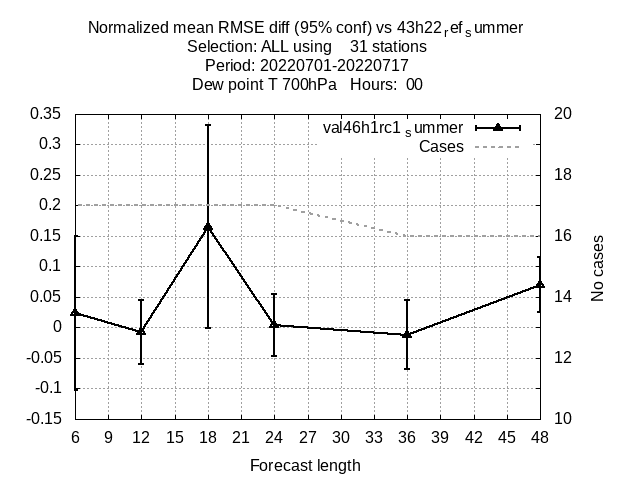 Normalized mean RMSE diff (95% conf) vs 43h22ᵣefₛummer
Selection: ALL using    31 stations
Period: 20220701-20220717
Dew point T 700hPa   Hours:  00
val46h1rc1ₛummer
Cases
0.35
0.3
0.25
0.2
0.15
0.1
0.05
0
-0.05
-0.1
-0.15
20
18
16
14
12
10
No cases
6 9 12 15 18 21 24 27 30 33 36 39 42 45 48
Forecast length